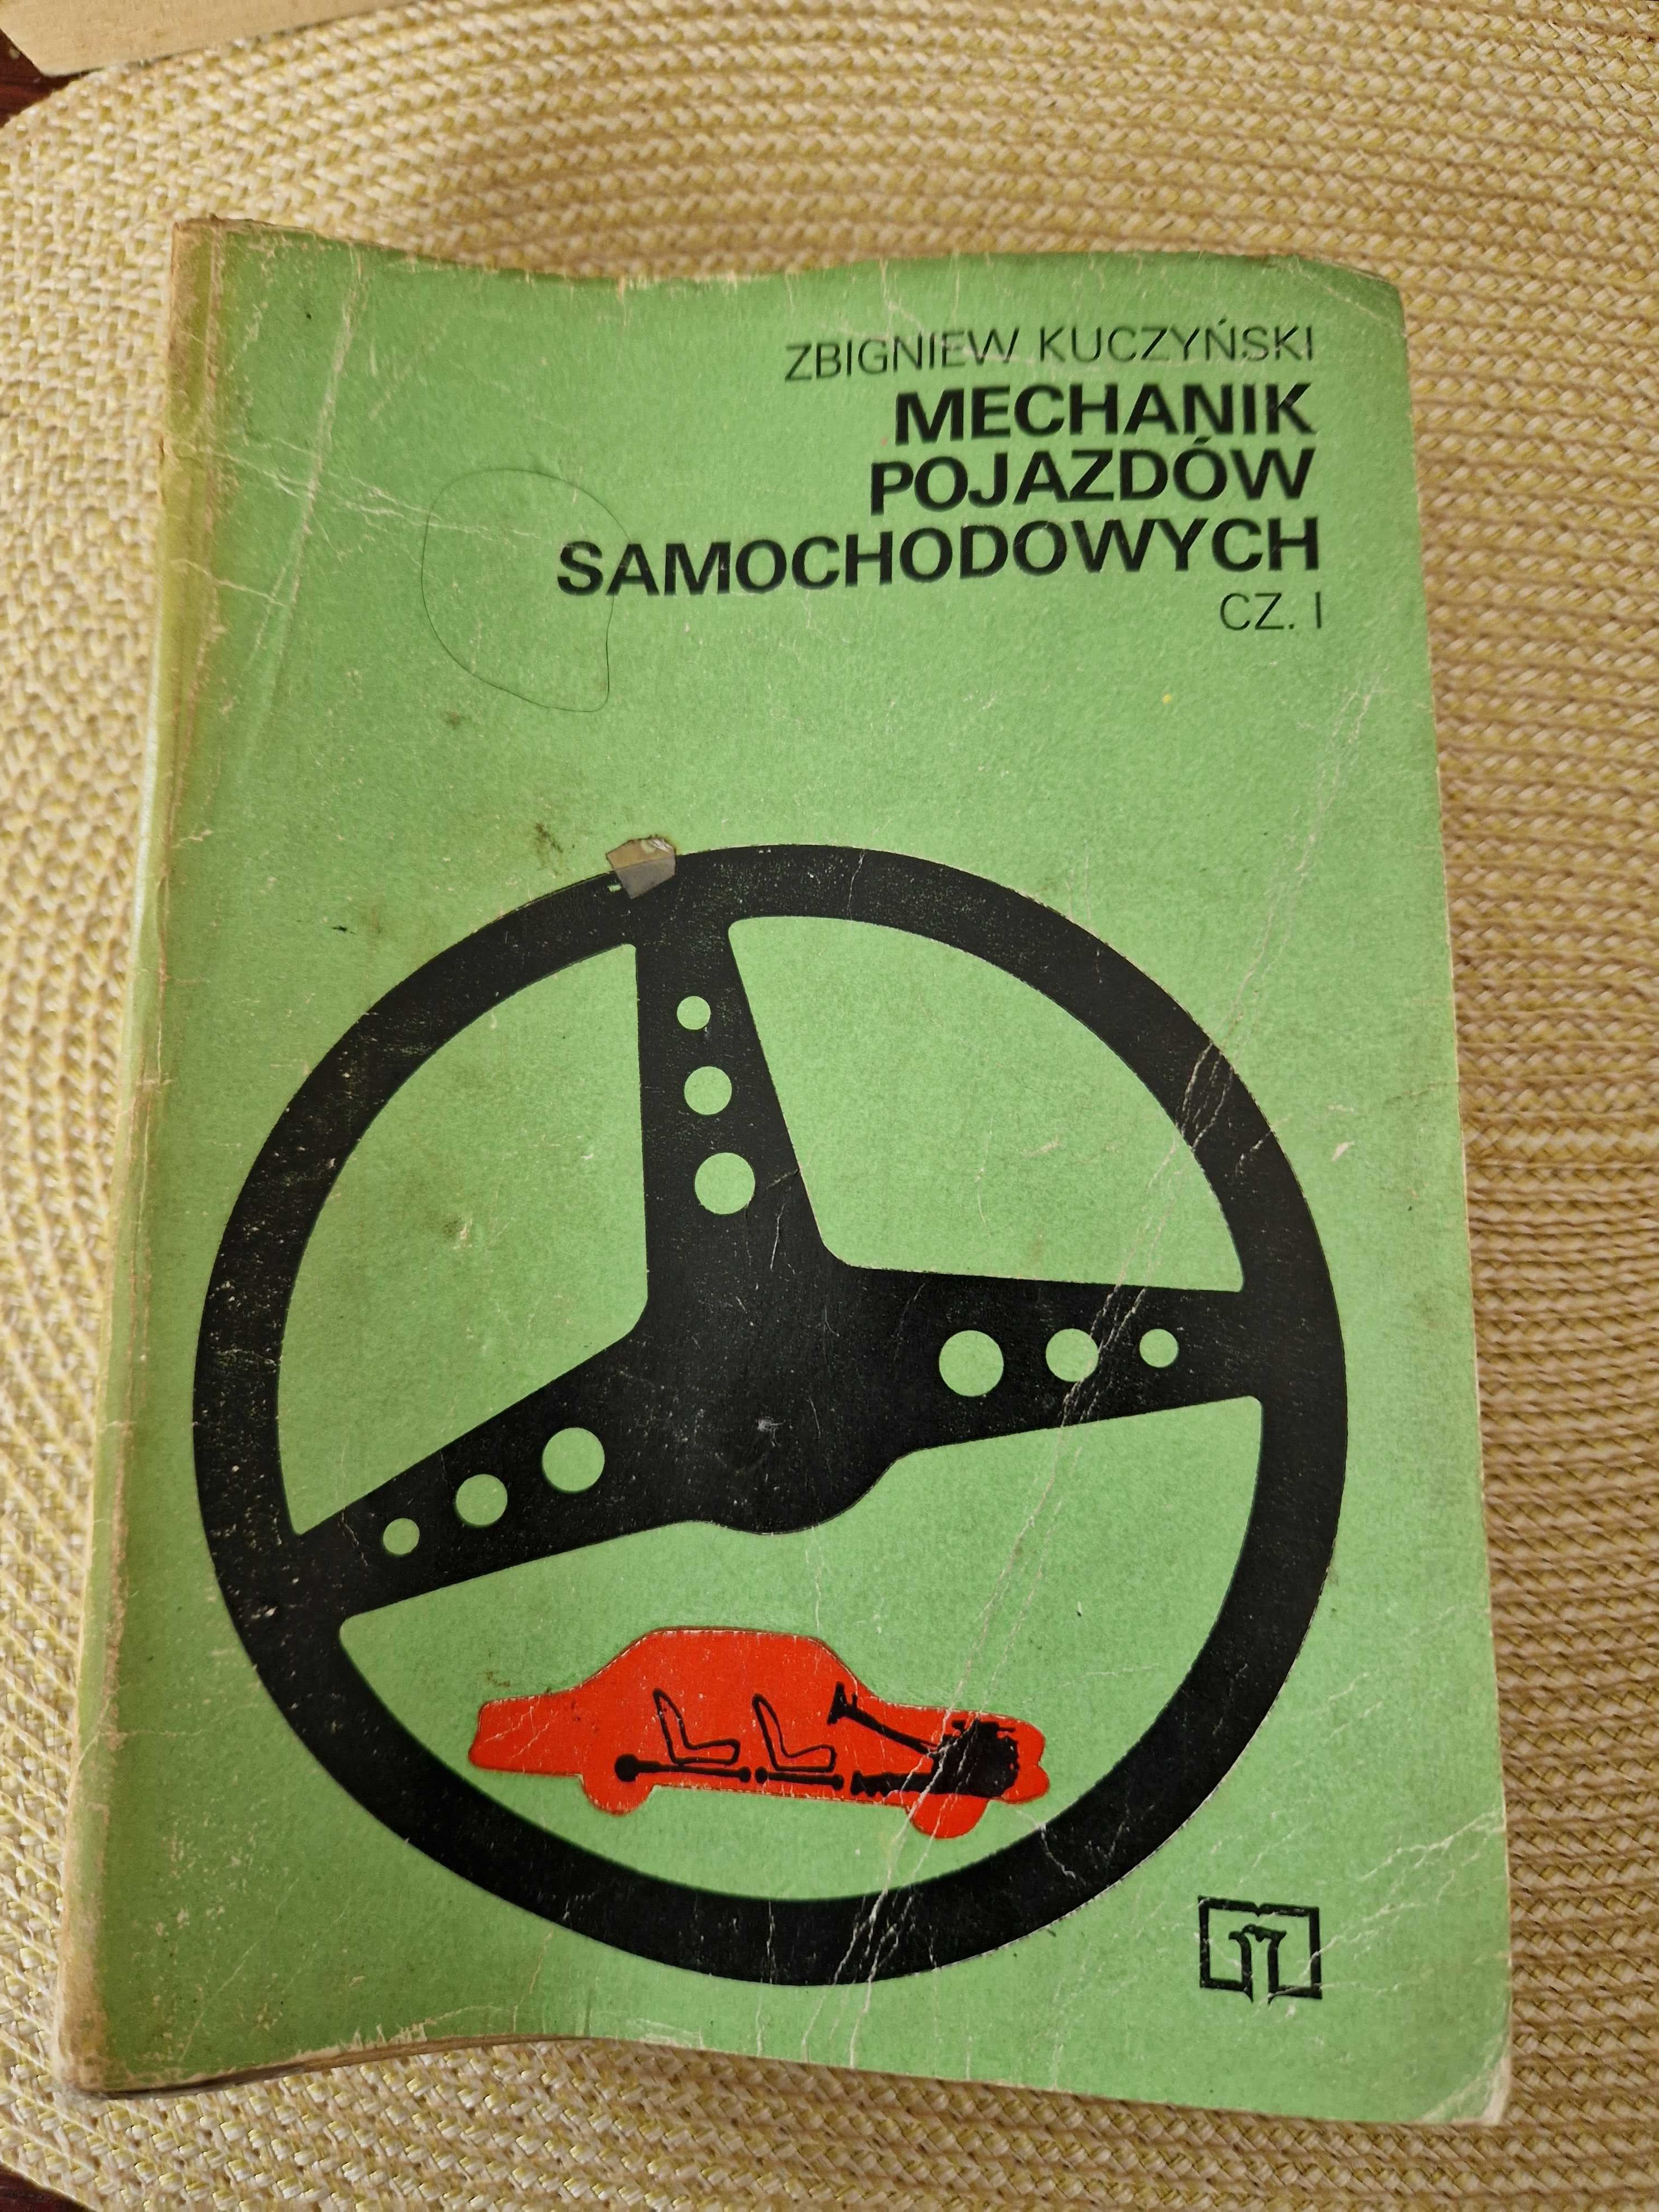 ZBIGNIEW KUCZYŃSKI
MECHANIK
POJAZDÓW
SAMOCHODOWYCH
CZ. I